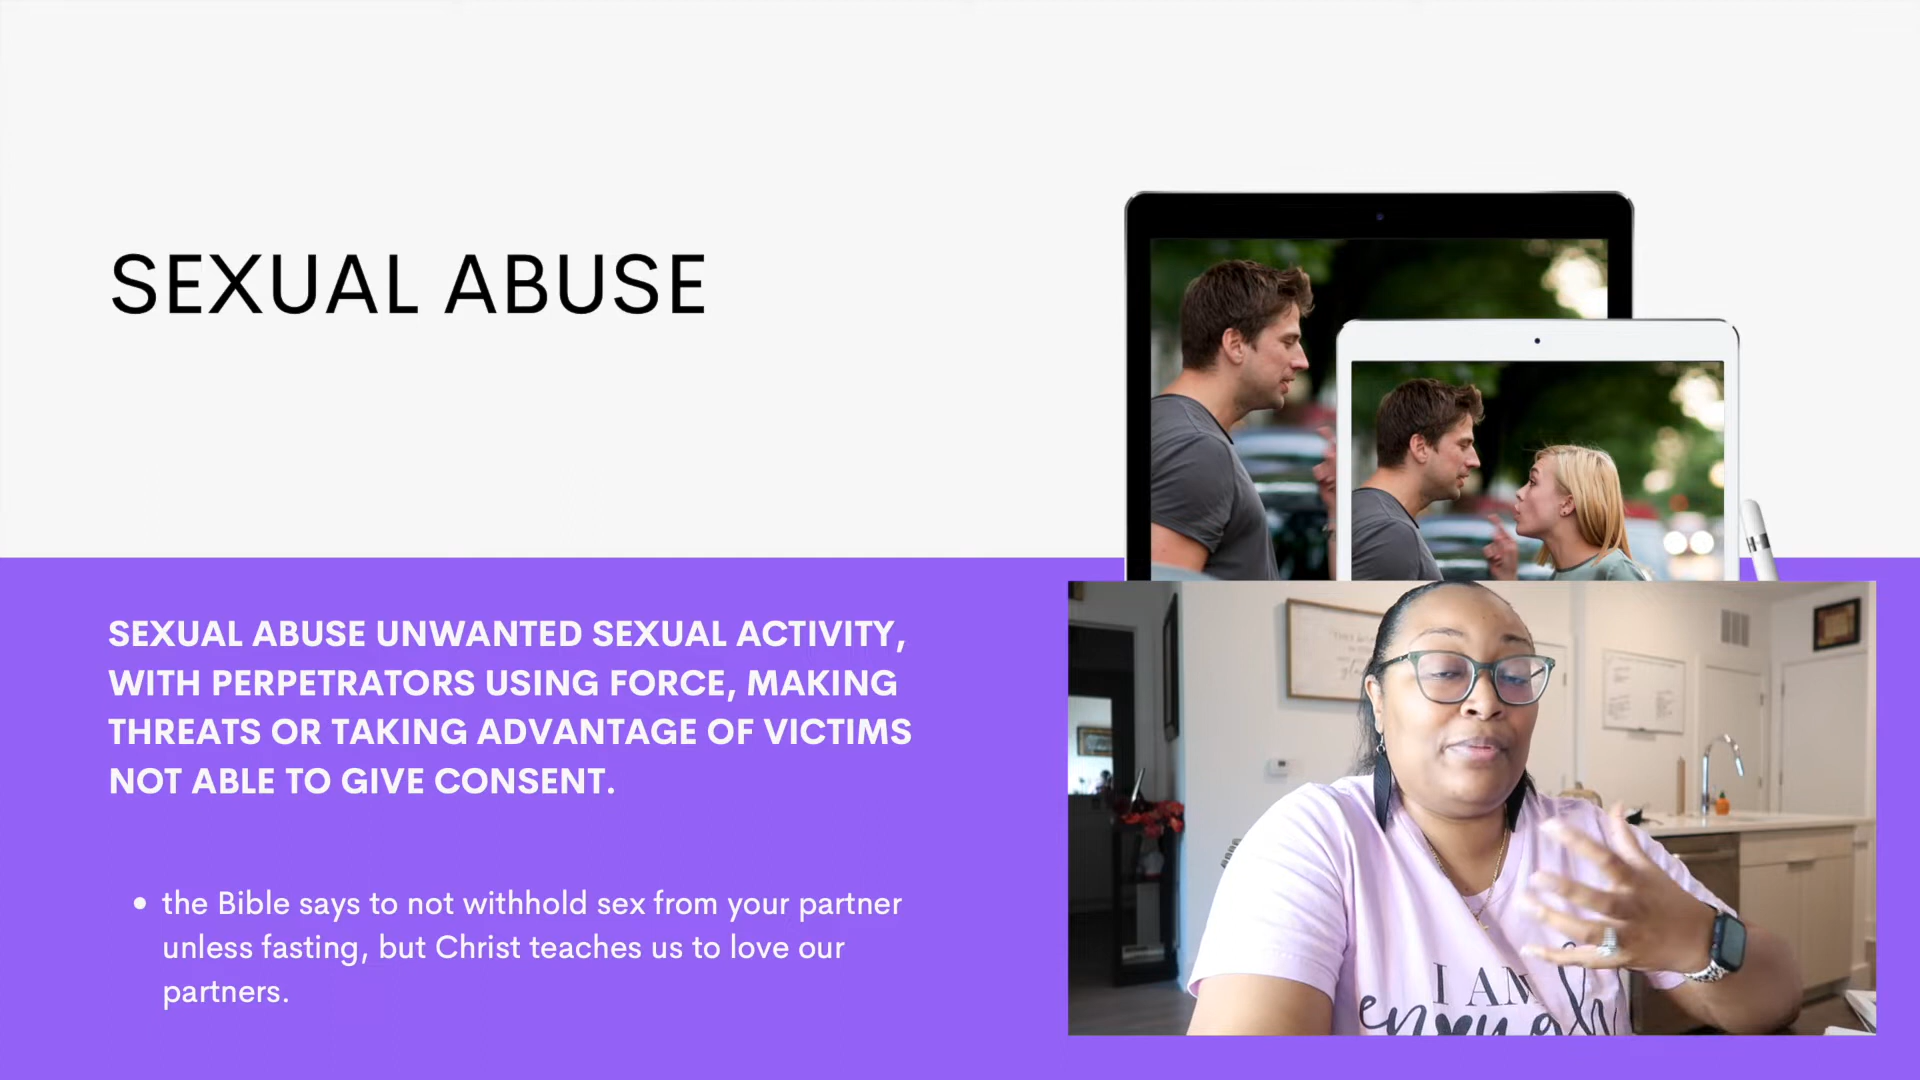 SEXUAL ABUSE
SEXUAL ABUSE UNWANTED SEXUAL ACTIVITY,
WITH PERPETRATORS USING FORCE, MAKING
THREATS OR TAKING ADVANTAGE OF VICTIMS
NOT ABLE TO GIVE CONSENT.
• the Bible says to not withhold sex from your partner
unless fasting, but Christ teaches us to love our
partners.
I AM
enough